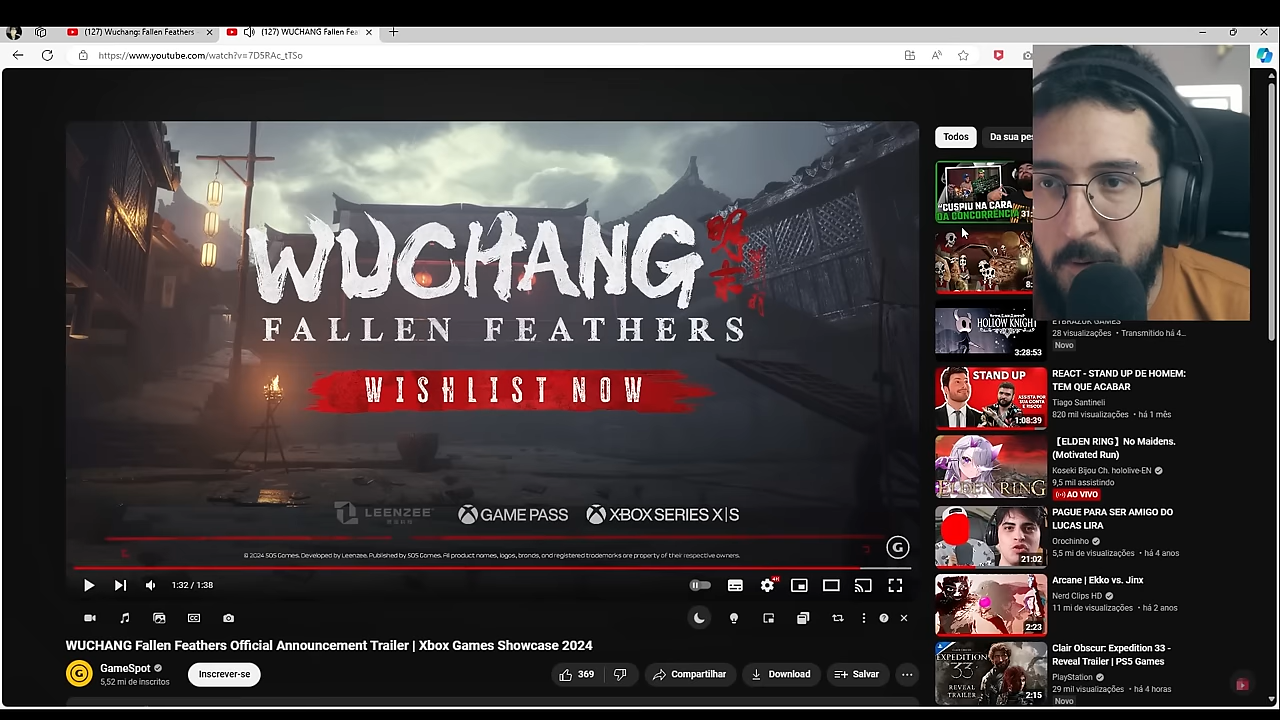 (127) Wuchang: Fallen Feathers
(127) WUCHANG Fallen Fea
https://www.youtube.com/watch?v=7D5RAc_tTSo
WUCHANG
FALLEN FEATHERS
WISHLIST NOW
LEENZEE
GAME PASS
XBOX SERIES X|S
© 2024 505 Games. Developed by Leenzee. Published by 505 Games. All product names, logos, brands, and registered trademarks are property of their respective owners.
G
1:32 / 1:38
4K
WUCHANG Fallen Feathers Official Announcement Trailer | Xbox Games Showcase 2024
G
GameSpot
5,52 mi de inscritos
Inscrever-se
369
Compartilhar
Download
Salvar
Todos
Da sua pes
"CUSPIU NA CARA
DA CONCORRÊNCIA
31:
8:
HOLLOW KNIGHT
3:28:53
ETBRAZUK GAMES
28 visualizações • Transmitido há 4...
Novo
STAND UP
1:08:39
REACT - STAND UP DE HOMEM:
TEM QUE ACABAR
Tiago Santineli
820 mil visualizações • há 1 mês
ELDEN RING
【ELDEN RING】No Maidens.
(Motivated Run)
Koseki Bijou Ch. hololive-EN
9,5 mil assistindo
AO VIVO
21:02
PAGUE PARA SER AMIGO DO
LUCAS LIRA
Orochinho
5,5 mi de visualizações • há 4 anos
2:23
Arcane | Ekko vs. Jinx
Nerd Clips HD
11 mi de visualizações • há 2 anos
EXPEDITION
33
REVEAL
TRAILER
2:15
Clair Obscur: Expedition 33 -
Reveal Trailer | PS5 Games
PlayStation
29 mil visualizações • há 4 horas
Novo